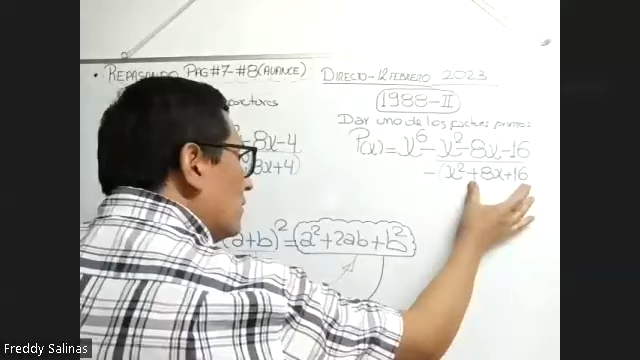 • REPASANDO PAG#7-#8(AVANCE)
DIRECTO-12 FEBRERO 2023
1988-II
Dar uno de los factores primos
P(x)=x⁶-x²-8x-16
-(x²+8x+16
-8x-4
8x+4)
(a+b)²=(a²+2ab+b²
Freddy Salinas